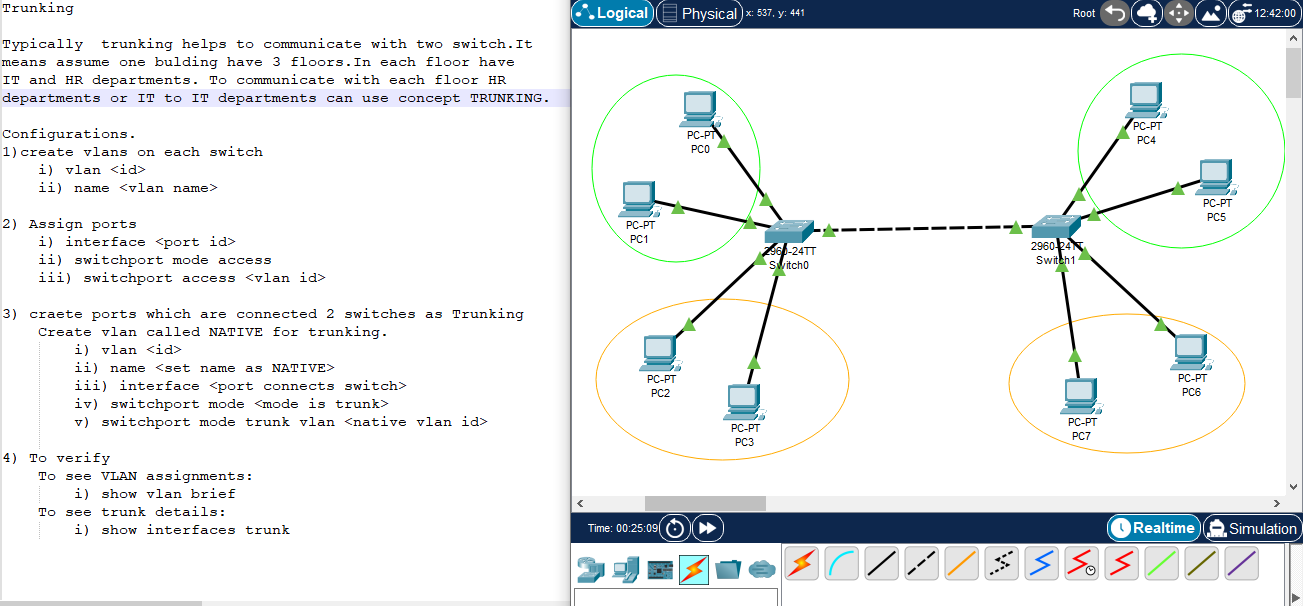 Trunking
Typically  trunking helps to communicate with two switch.It
means assume one bulding have 3 floors.In each floor have
IT and HR departments. To communicate with each floor HR
departments or IT to IT departments can use concept TRUNKING.
Configurations.
1)create vlans on each switch
i) vlan <id>
ii) name <vlan name>
2) Assign ports
i) interface <port id>
ii) switchport mode access
iii) switchport access <vlan id>
3) craete ports which are connected 2 switches as Trunking
Create vlan called NATIVE for trunking.
i) vlan <id>
ii) name <set name as NATIVE>
iii) interface <port connects switch>
iv) switchport mode <mode is trunk>
v) switchport mode trunk vlan <native vlan id>
4) To verify
To see VLAN assignments:
i) show vlan brief
To see trunk details:
i) show interfaces trunk
Logical Physical x: 537, y: 441 Root 12:42:00
PC-PT
PC0
PC-PT
PC1
2960-24TT
Switch0
PC-PT
PC2
PC-PT
PC3
PC-PT
PC4
PC-PT
PC5
2960-24TT
Switch1
PC-PT
PC6
PC-PT
PC7
Time: 00:25:09 Realtime Simulation